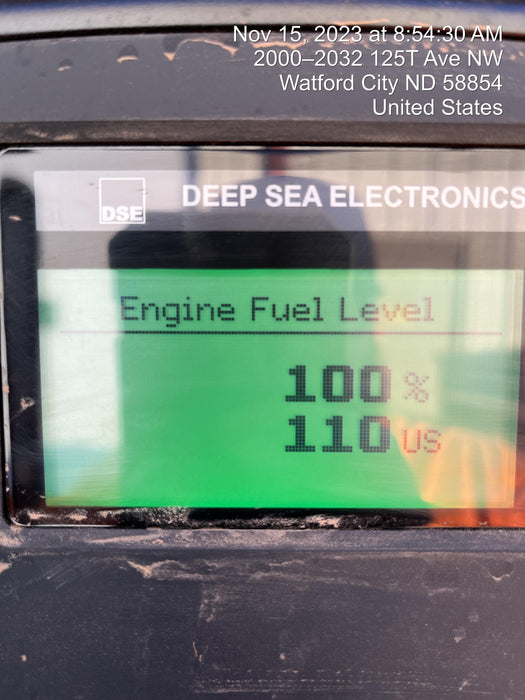 Nov 15, 2023 at 8:54:30 AM
2000–2032 125T Ave NW
Watford City ND 58854
United States
DSE
DEEP SEA ELECTRONICS
Engine Fuel Level
100 %
110 US